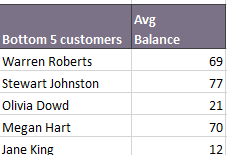 Avg
Bottom 5 customers Balance
Warren Roberts 69
Stewart Johnston 77
Olivia Dowd 21
Megan Hart 70
Jane King 12